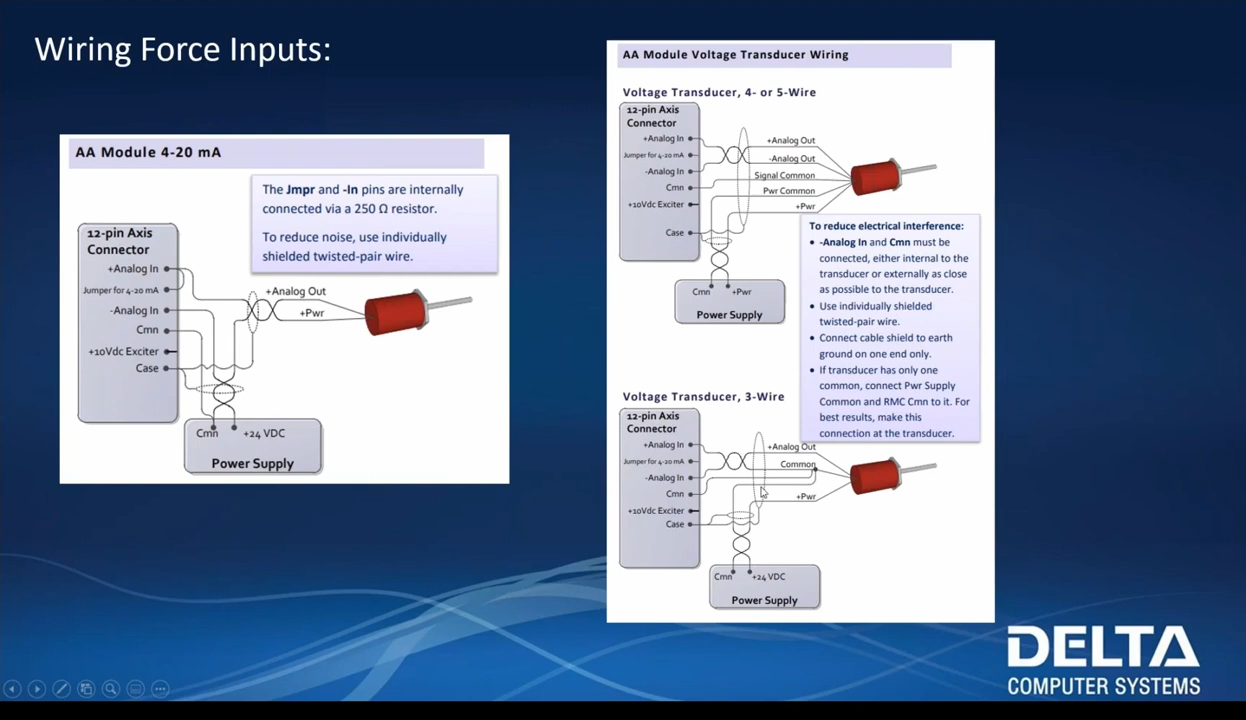 Wiring Force Inputs:
AA Module 4-20 mA
The Jmpr and -In pins are internally
connected via a 250 Ω resistor.
To reduce noise, use individually
shielded twisted-pair wire.
12-pin Axis
Connector
+Analog In
Jumper for 4-20 mA
-Analog In
Cmn
+10Vdc Exciter
Case
+Analog Out
+Pwr
Cmn
+24 VDC
Power Supply
AA Module Voltage Transducer Wiring
Voltage Transducer, 4- or 5-Wire
12-pin Axis
Connector
+Analog In
Jumper for 4-20 mA
-Analog In
Cmn
+10Vdc Exciter
Case
+Analog Out
-Analog Out
Signal Common
Pwr Common
+Pwr
Cmn
+Pwr
Power Supply
To reduce electrical interference:
• -Analog In and Cmn must be
connected, either internal to the
transducer or externally as close
as possible to the transducer.
• Use individually shielded
twisted-pair wire.
• Connect cable shield to earth
ground on one end only.
• If transducer has only one
common, connect Pwr Supply
Common and RMC Cmn to it. For
best results, make this
connection at the transducer.
Voltage Transducer, 3-Wire
12-pin Axis
Connector
+Analog In
Jumper for 4-20 mA
-Analog In
Cmn
+10Vdc Exciter
Case
+Analog Out
Common
+Pwr
Cmn
+24 VDC
Power Supply
DELTA
COMPUTER SYSTEMS